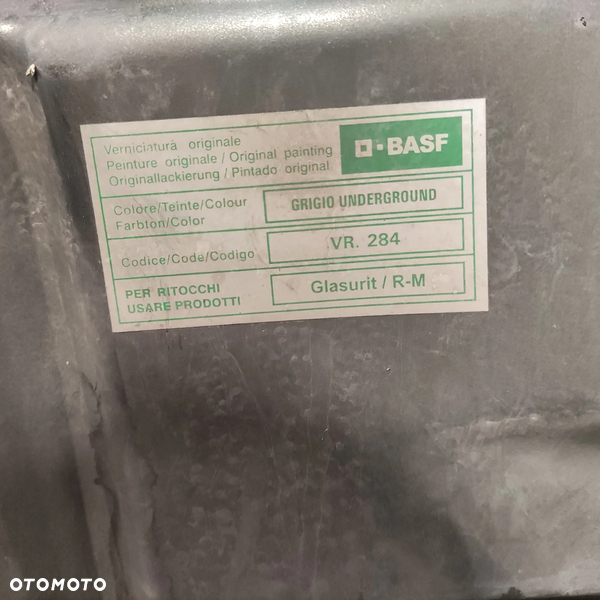 Verniciatura originale
Peinture originale / Original painting
Originallackierung / Pintado original
BASF
Colore/Teinte/Colour
Farbton/Color
GRIGIO UNDERGROUND
Codice/Code/Codigo
VR. 284
PER RITOCCHI
USARE PRODOTTI
Glasurit / R-M
OTOMOTO